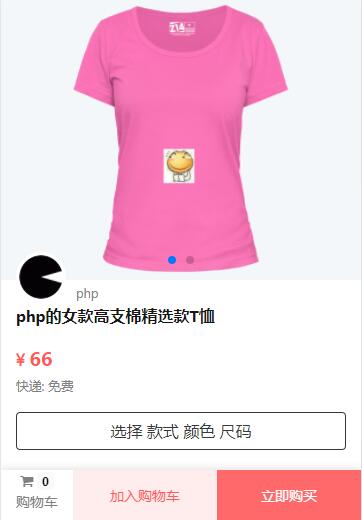 php
php的女款高支棉精选款T恤
¥ 66
快递: 免费
选择 款式 颜色 尺码
0
购物车
加入购物车
立即购买